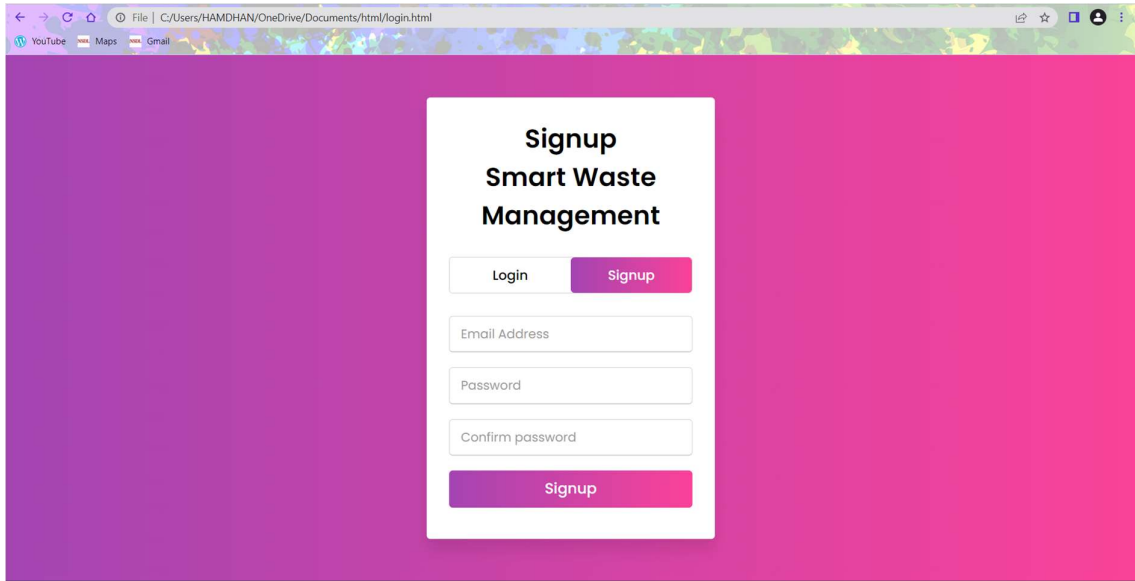 File | C:/Users/HAMDHAN/OneDrive/Documents/html/login.html
YouTube Maps Gmail
Signup
Smart Waste
Management
Login Signup
Email Address
Password
Confirm password
Signup